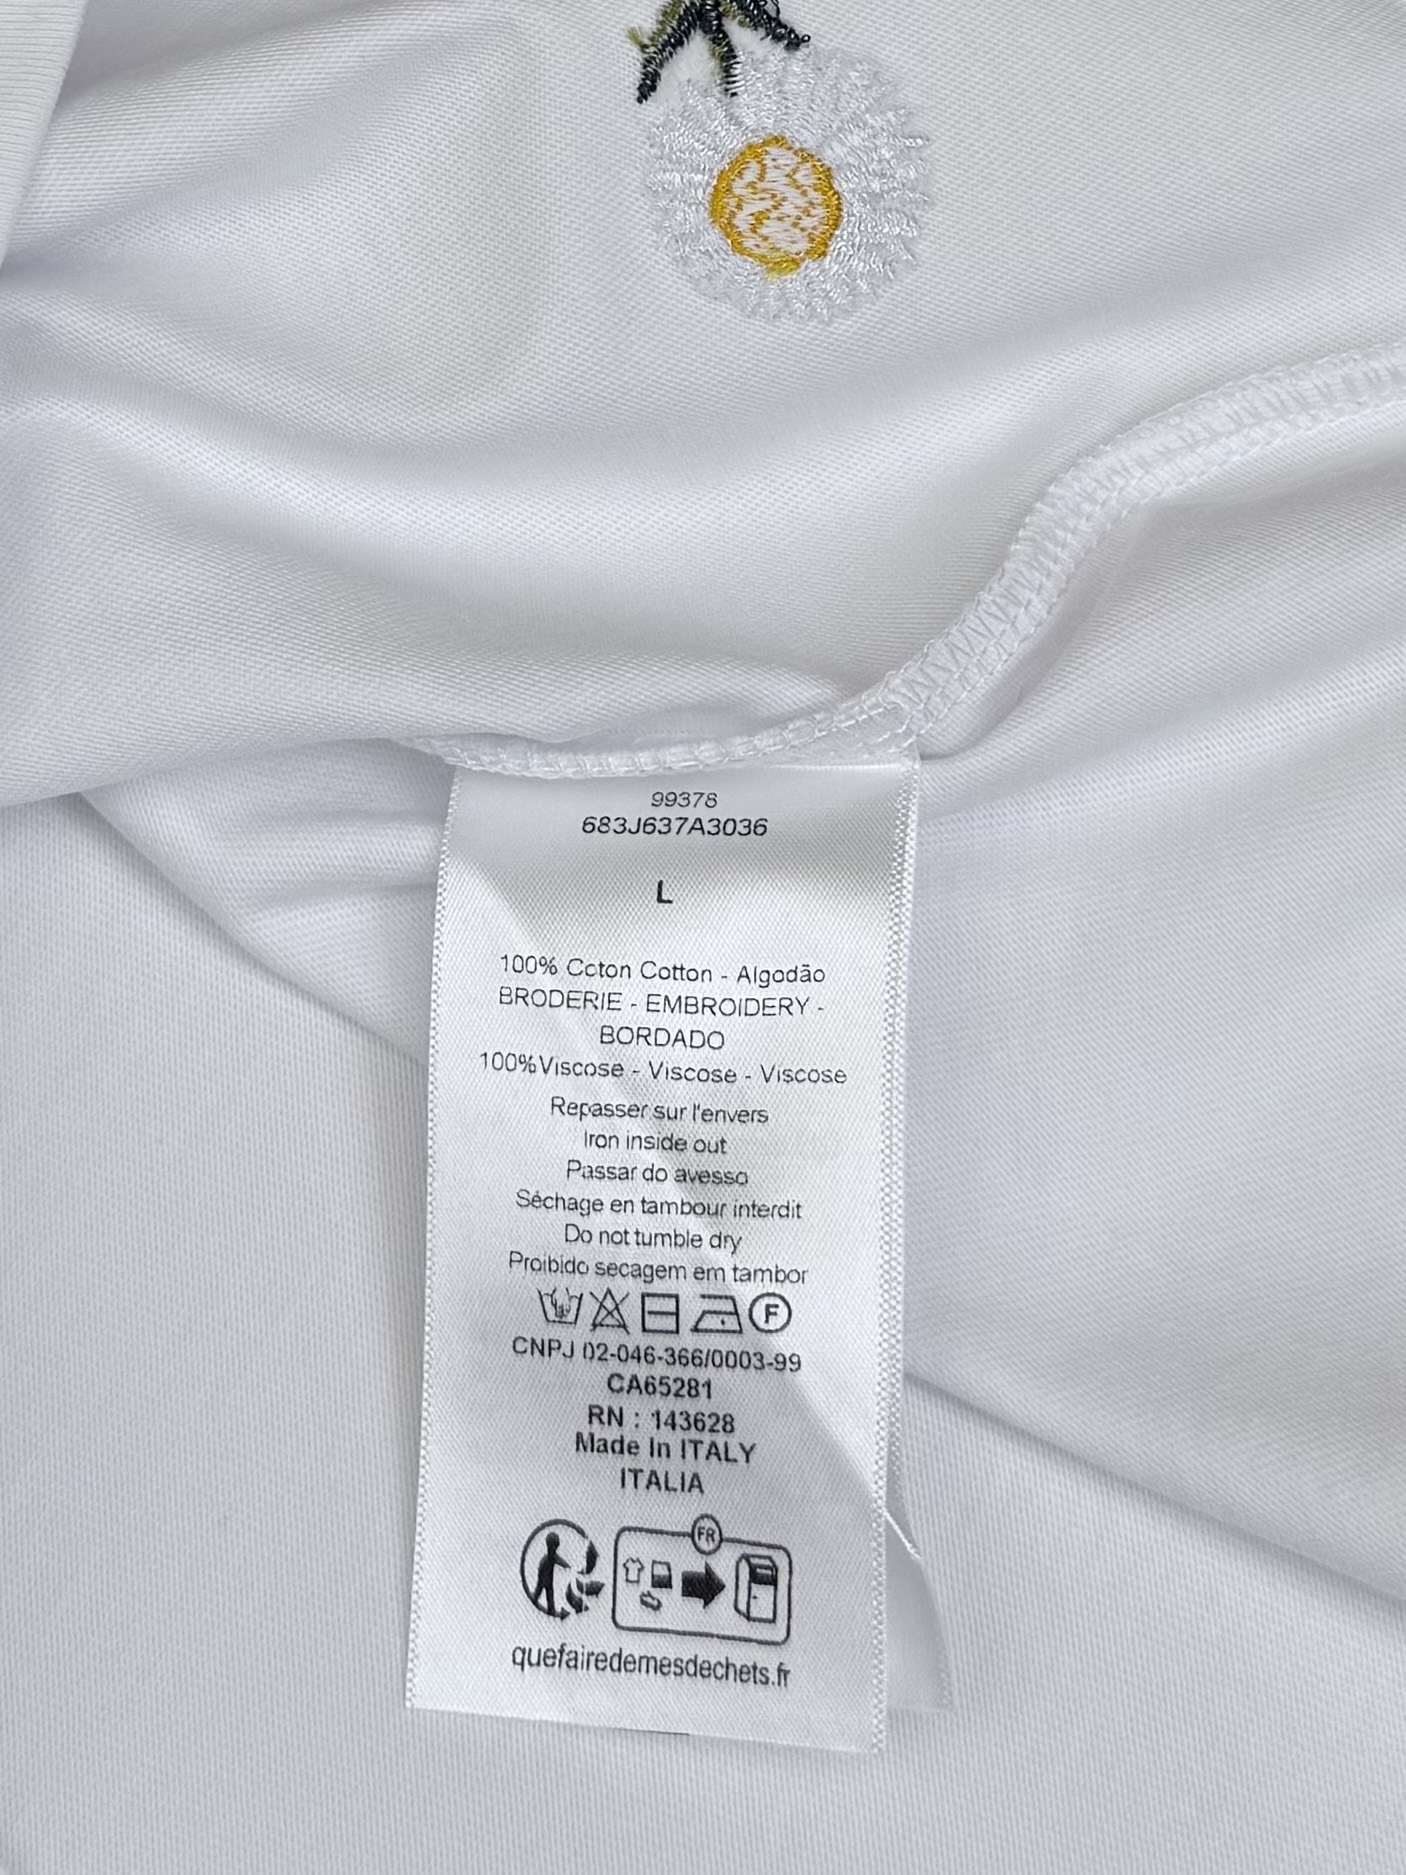 99378
683J637A3036
L
100% Ccton Cotton - Algodão
BRODERIE - EMBROIDERY -
BORDADO
100%Viscose - Viscose - Viscose
Repasser sur l'envers
Iron inside out
Passar do avesso
Séchage en tambour interdit
Do not tumble dry
Proibido secagem em tambor
F
CNPJ 02-046-366/0003-99
CA65281
RN : 143628
Made In ITALY
ITALIA
FR
quefairedemesdechets.fr